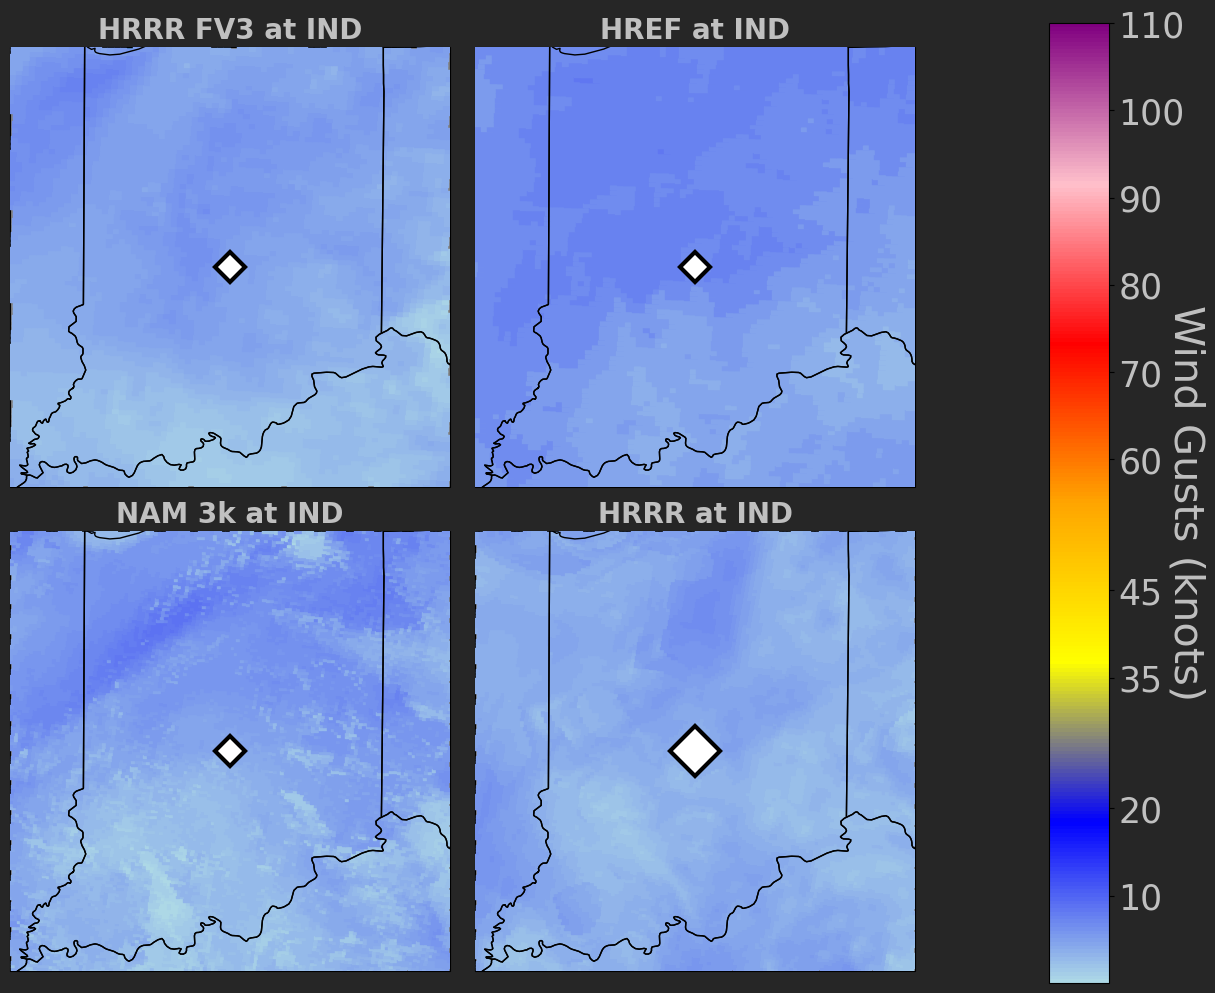 HRRR FV3 at IND
HREF at IND
NAM 3k at IND
HRRR at IND
110
100
90
80
70
60
45
35
20
10
Wind Gusts (knots)